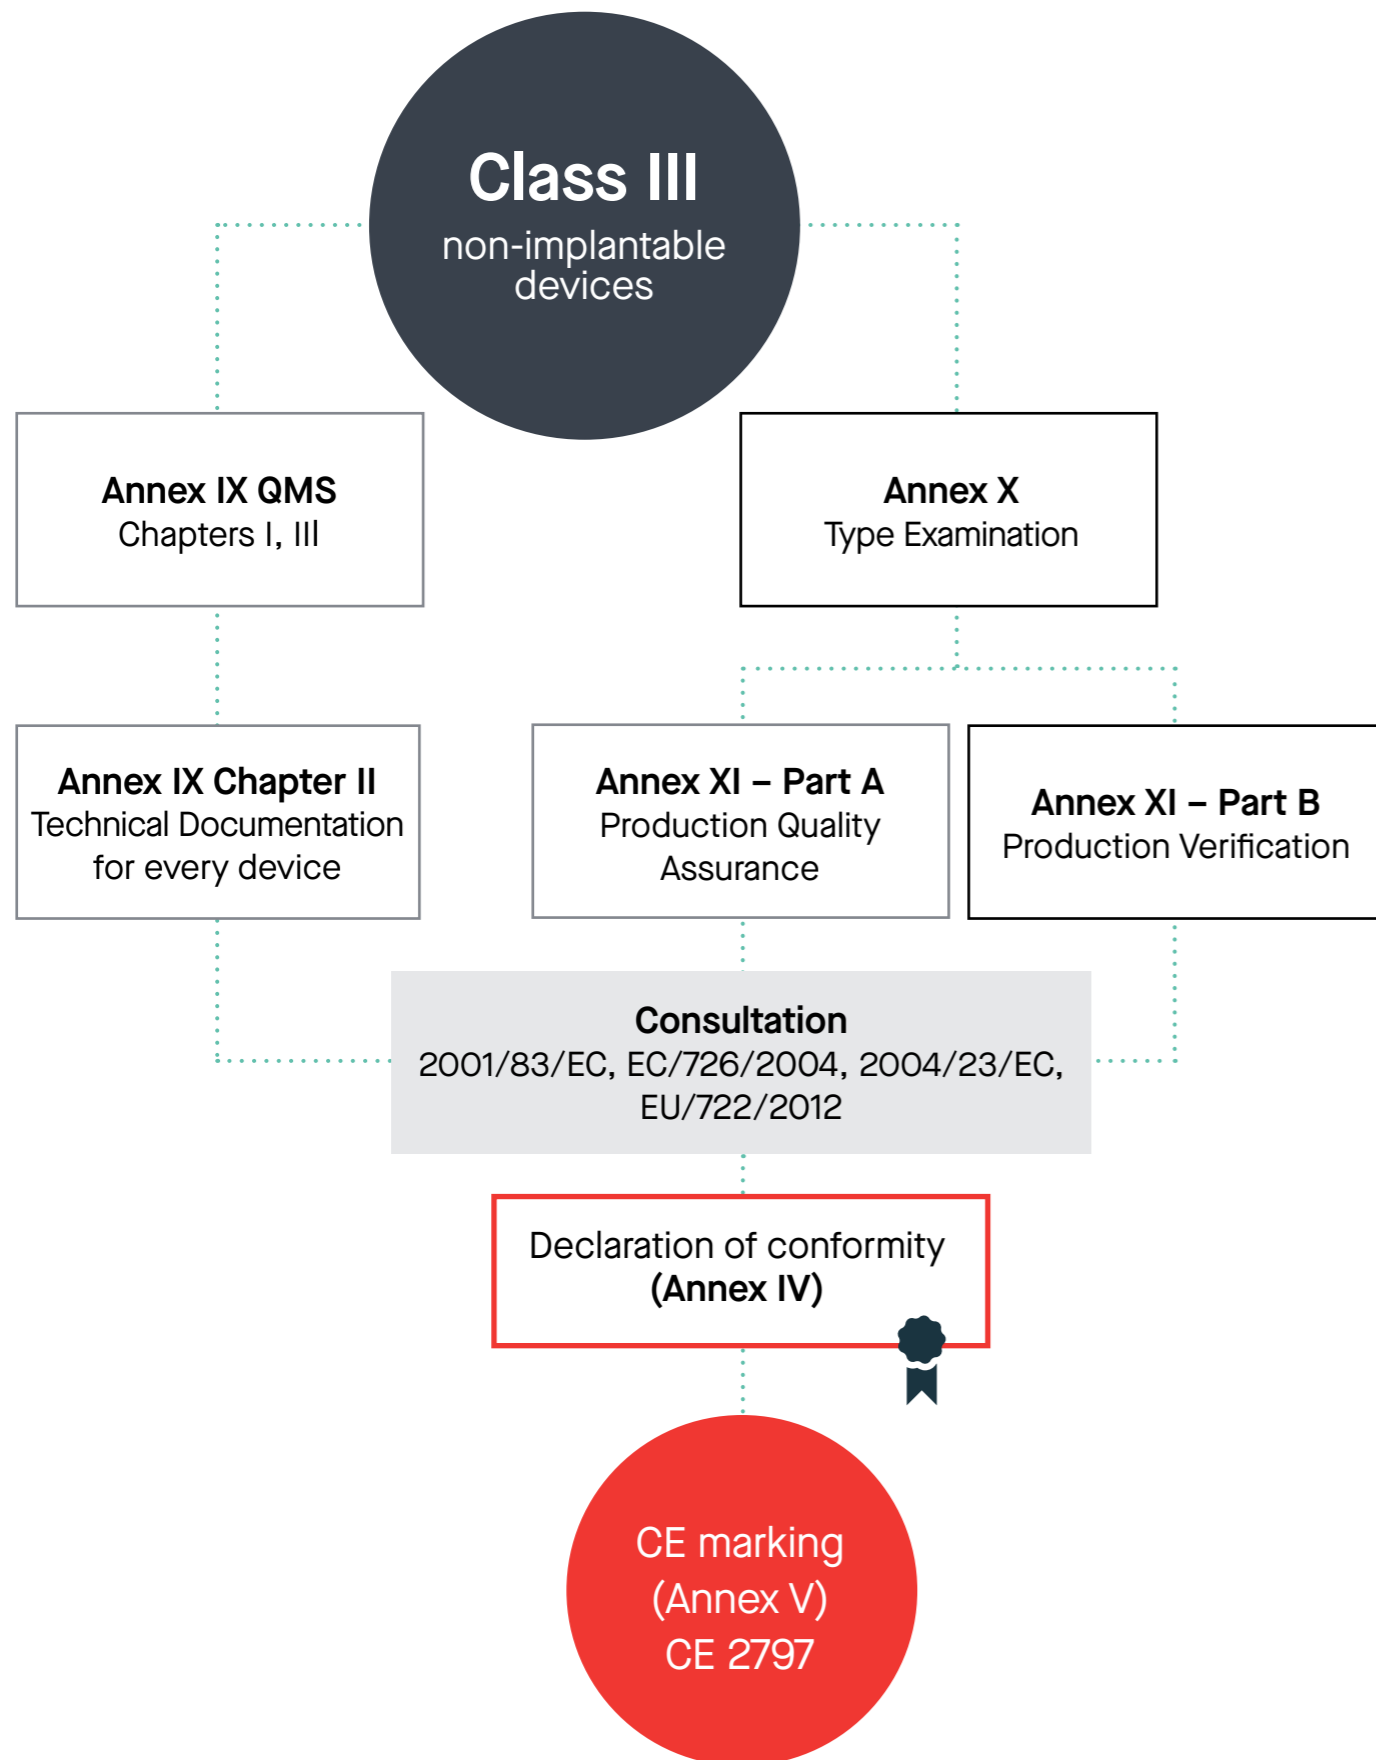 Class III
non-implantable
devices
Annex IX QMS
Chapters I, III
Annex X
Type Examination
Annex IX Chapter II
Technical Documentation
for every device
Annex XI – Part A
Production Quality
Assurance
Annex XI – Part B
Production Verification
Consultation
2001/83/EC, EC/726/2004, 2004/23/EC,
EU/722/2012
Declaration of conformity
(Annex IV)
CE marking
(Annex V)
CE 2797